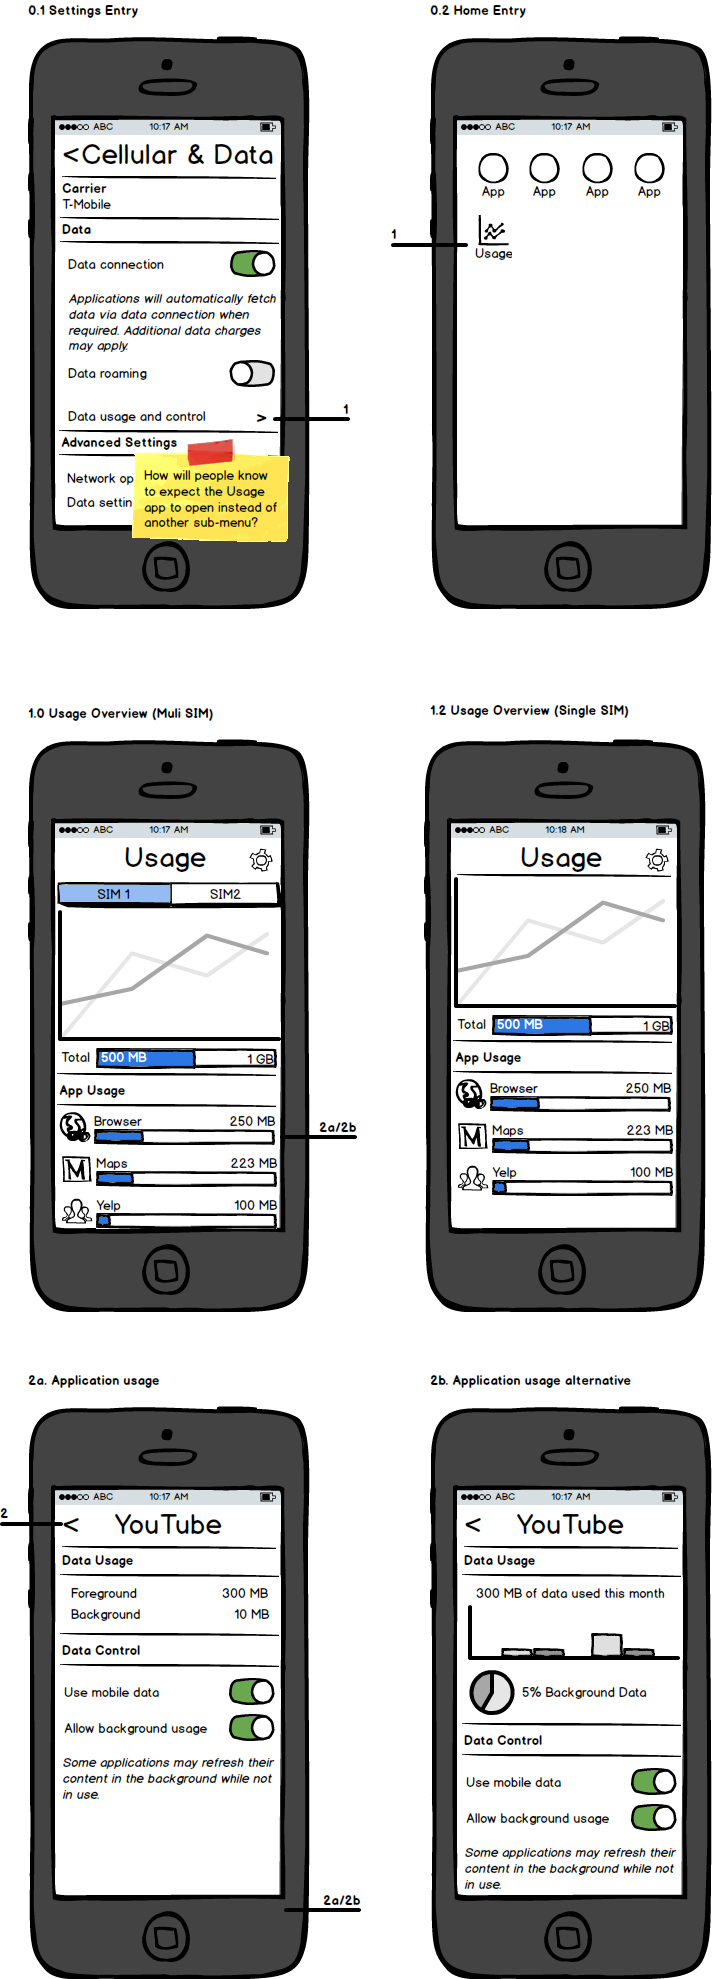 0.1 Settings Entry
0.2 Home Entry
ABC 10:17 AM
<Cellular & Data
Carrier
T-Mobile
Data
Data connection
Applications will automatically fetch
data via data connection when
required. Additional data charges
may apply.
Data roaming
Data usage and control >
1
Advanced Settings
Network op
Data settin
How will people know
to expect the Usage
app to open instead of
another sub-menu?
ABC 10:17 AM
App App App App
1
Usage
1.0 Usage Overview (Muli SIM)
1.2 Usage Overview (Single SIM)
ABC 10:17 AM
Usage
SIM 1 SIM2
Total 500 MB 1 GB
App Usage
Browser 250 MB
2a/2b
M Maps 223 MB
Yelp 100 MB
ABC 10:18 AM
Usage
Total 500 MB 1 GB
App Usage
Browser 250 MB
M Maps 223 MB
Yelp 100 MB
2a. Application usage
2b. Application usage alternative
ABC 10:17 AM
2
< YouTube
Data Usage
Foreground 300 MB
Background 10 MB
Data Control
Use mobile data
Allow background usage
Some applications may refresh their
content in the background while not
in use.
2a/2b
ABC 10:17 AM
< YouTube
Data Usage
300 MB of data used this month
5% Background Data
Data Control
Use mobile data
Allow background usage
Some applications may refresh their
content in the background while not
in use.